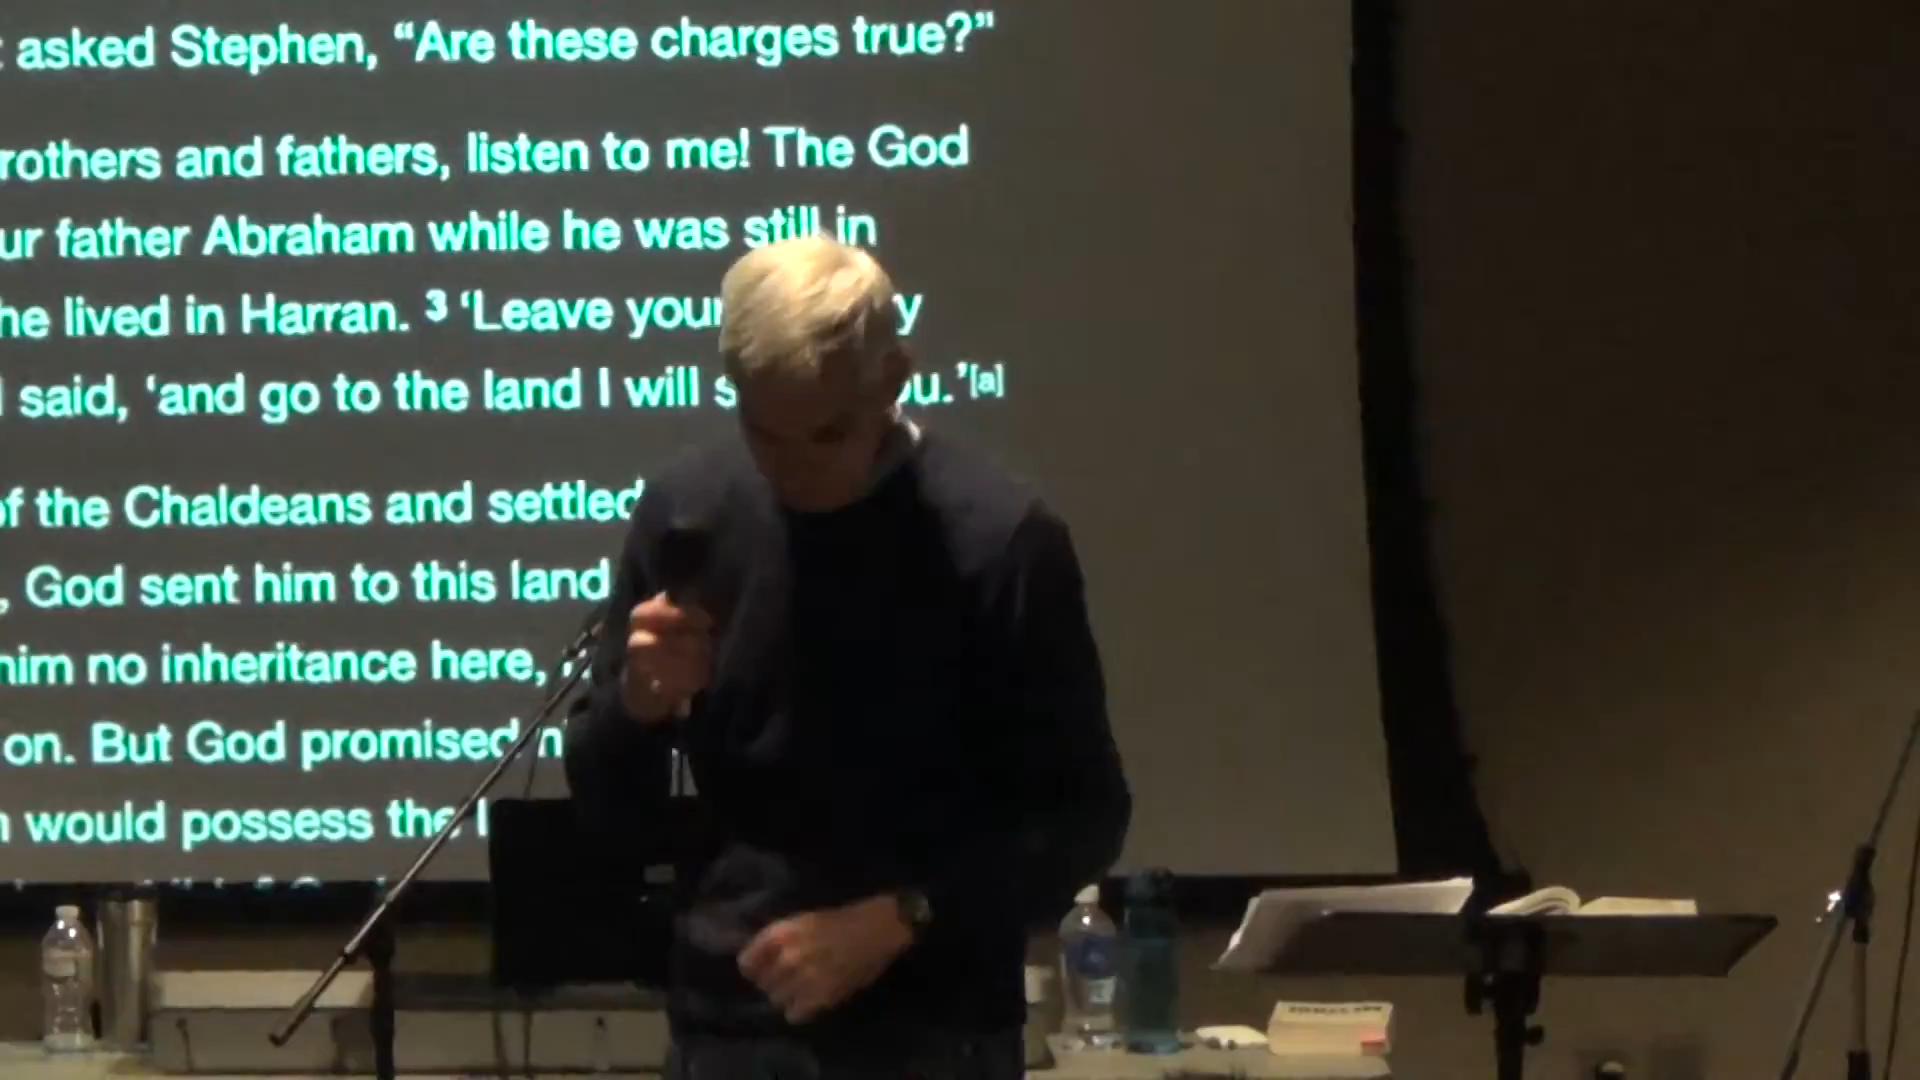 asked Stephen, “Are these charges true?”
rothers and fathers, listen to me! The God
ur father Abraham while he was still in
he lived in Harran. 3 ‘Leave your y
said, ‘and go to the land I will s ou.’[a]
of the Chaldeans and settled
, God sent him to this land
him no inheritance here,
on. But God promised
would possess the l